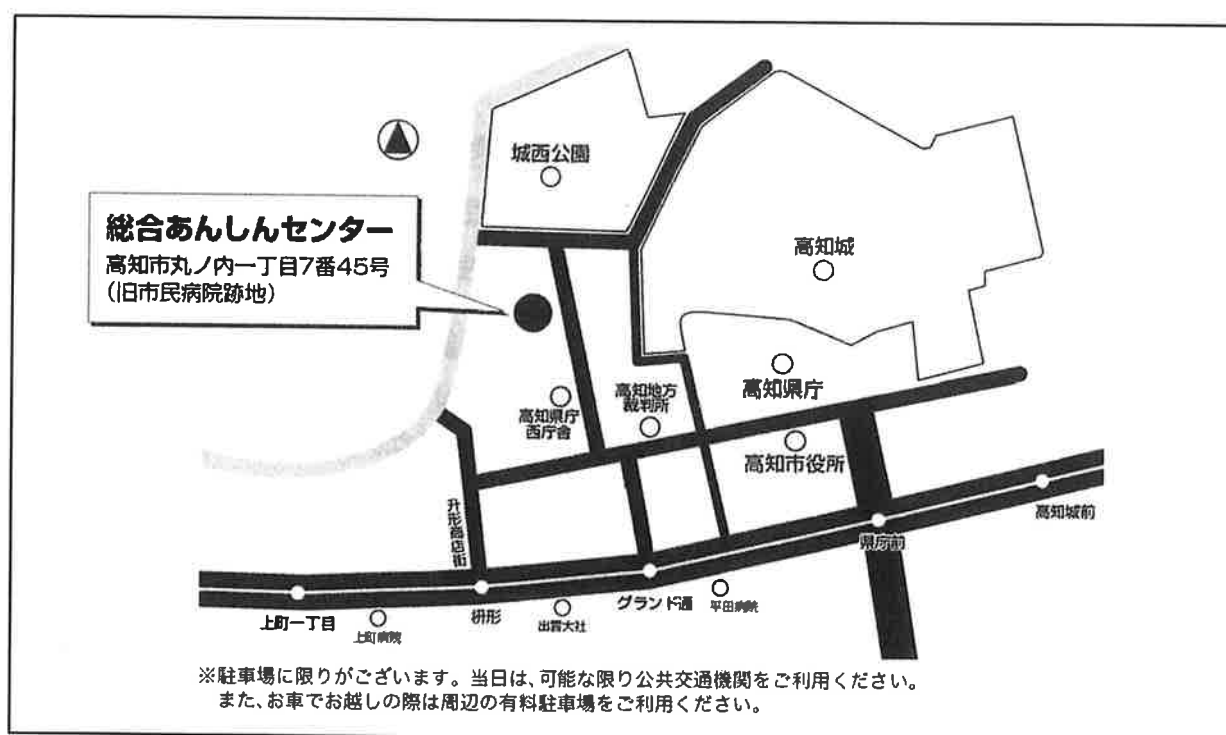 城西公園
総合あんしんセンター
高知市丸ノ内一丁目7番45号
(旧市民病院跡地)
高知城
高知県庁
高知地方
裁判所
高知県庁
西庁舎
高知市役所
升形商店街
高知城前
県庁前
グランド通
平田病院
枡形
出雲大社
上町一丁目
上町病院
※駐車場に限りがございます。当日は、可能な限り公共交通機関をご利用ください。
また、お車でお越しの際は周辺の有料駐車場をご利用ください。